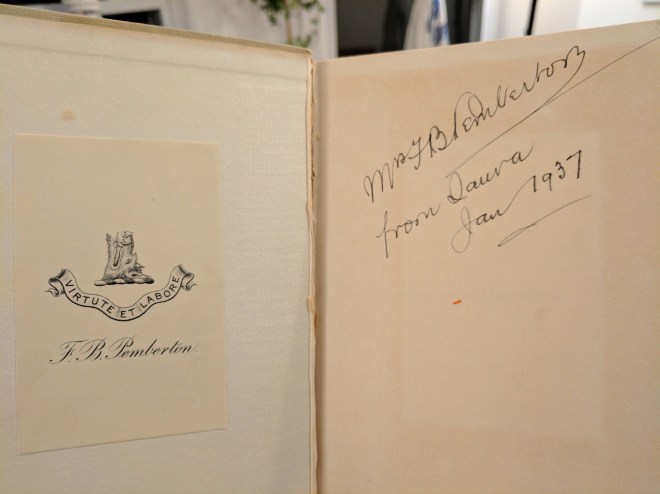 VIRTUTE ET LABORE
F. B. Pemberton.
Mrs F B Pemberton
from Laura
Jan 1937